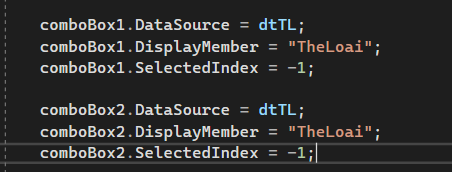 comboBox1.DataSource = dtTL;
comboBox1.DisplayMember = "TheLoai";
comboBox1.SelectedIndex = -1;
comboBox2.DataSource = dtTL;
comboBox2.DisplayMember = "TheLoai";
comboBox2.SelectedIndex = -1;